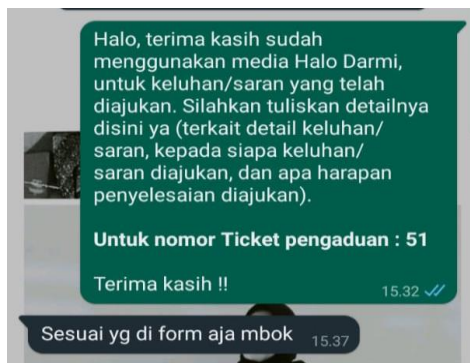 Halo, terima kasih sudah
menggunakan media Halo Darmi,
untuk keluhan/saran yang telah
diajukan. Silahkan tuliskan detailnya
disini ya (terkait detail keluhan/
saran, kepada siapa keluhan/
saran diajukan, dan apa harapan
penyelesaian diajukan).
Untuk nomor Ticket pengaduan : 51
Terima kasih !!
15.32
Sesuai yg di form aja mbok
15.37